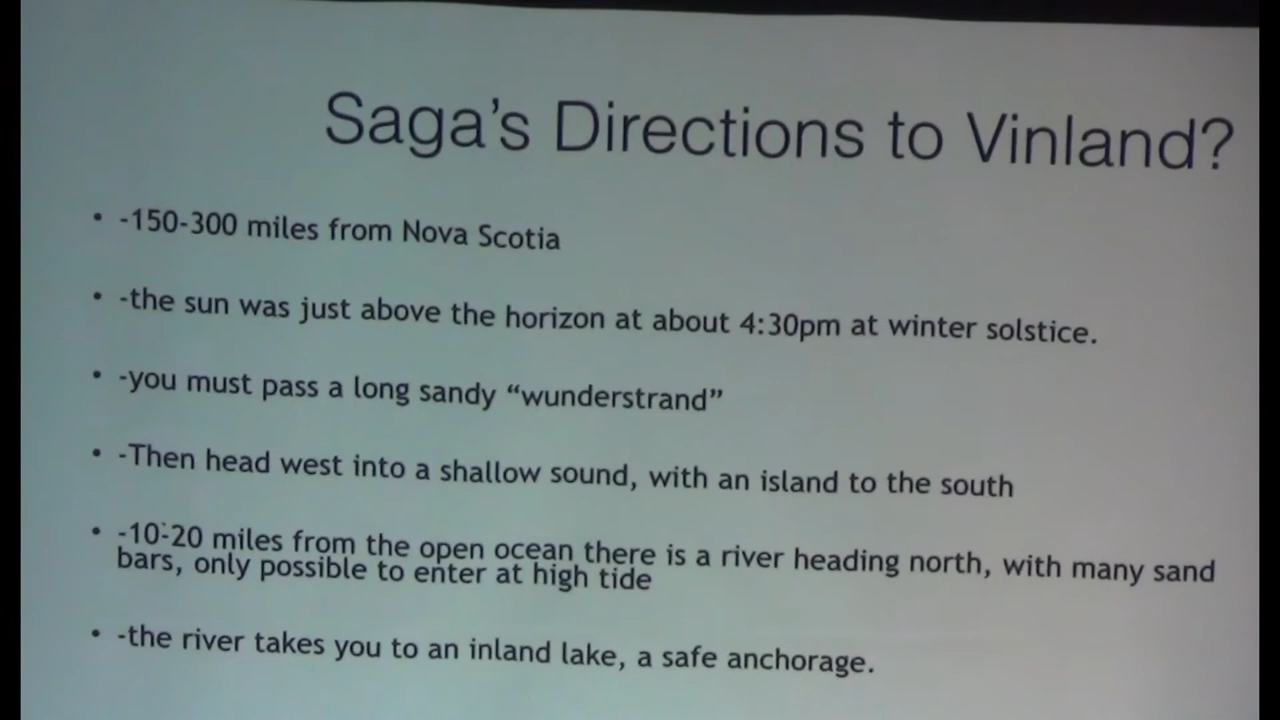 Saga's Directions to Vinland?
• -150-300 miles from Nova Scotia
• -the sun was just above the horizon at about 4:30pm at winter solstice.
• -you must pass a long sandy “wunderstrand”
• -Then head west into a shallow sound, with an island to the south
• -10-20 miles from the open ocean there is a river heading north, with many sand
bars, only possible to enter at high tide
• -the river takes you to an inland lake, a safe anchorage.